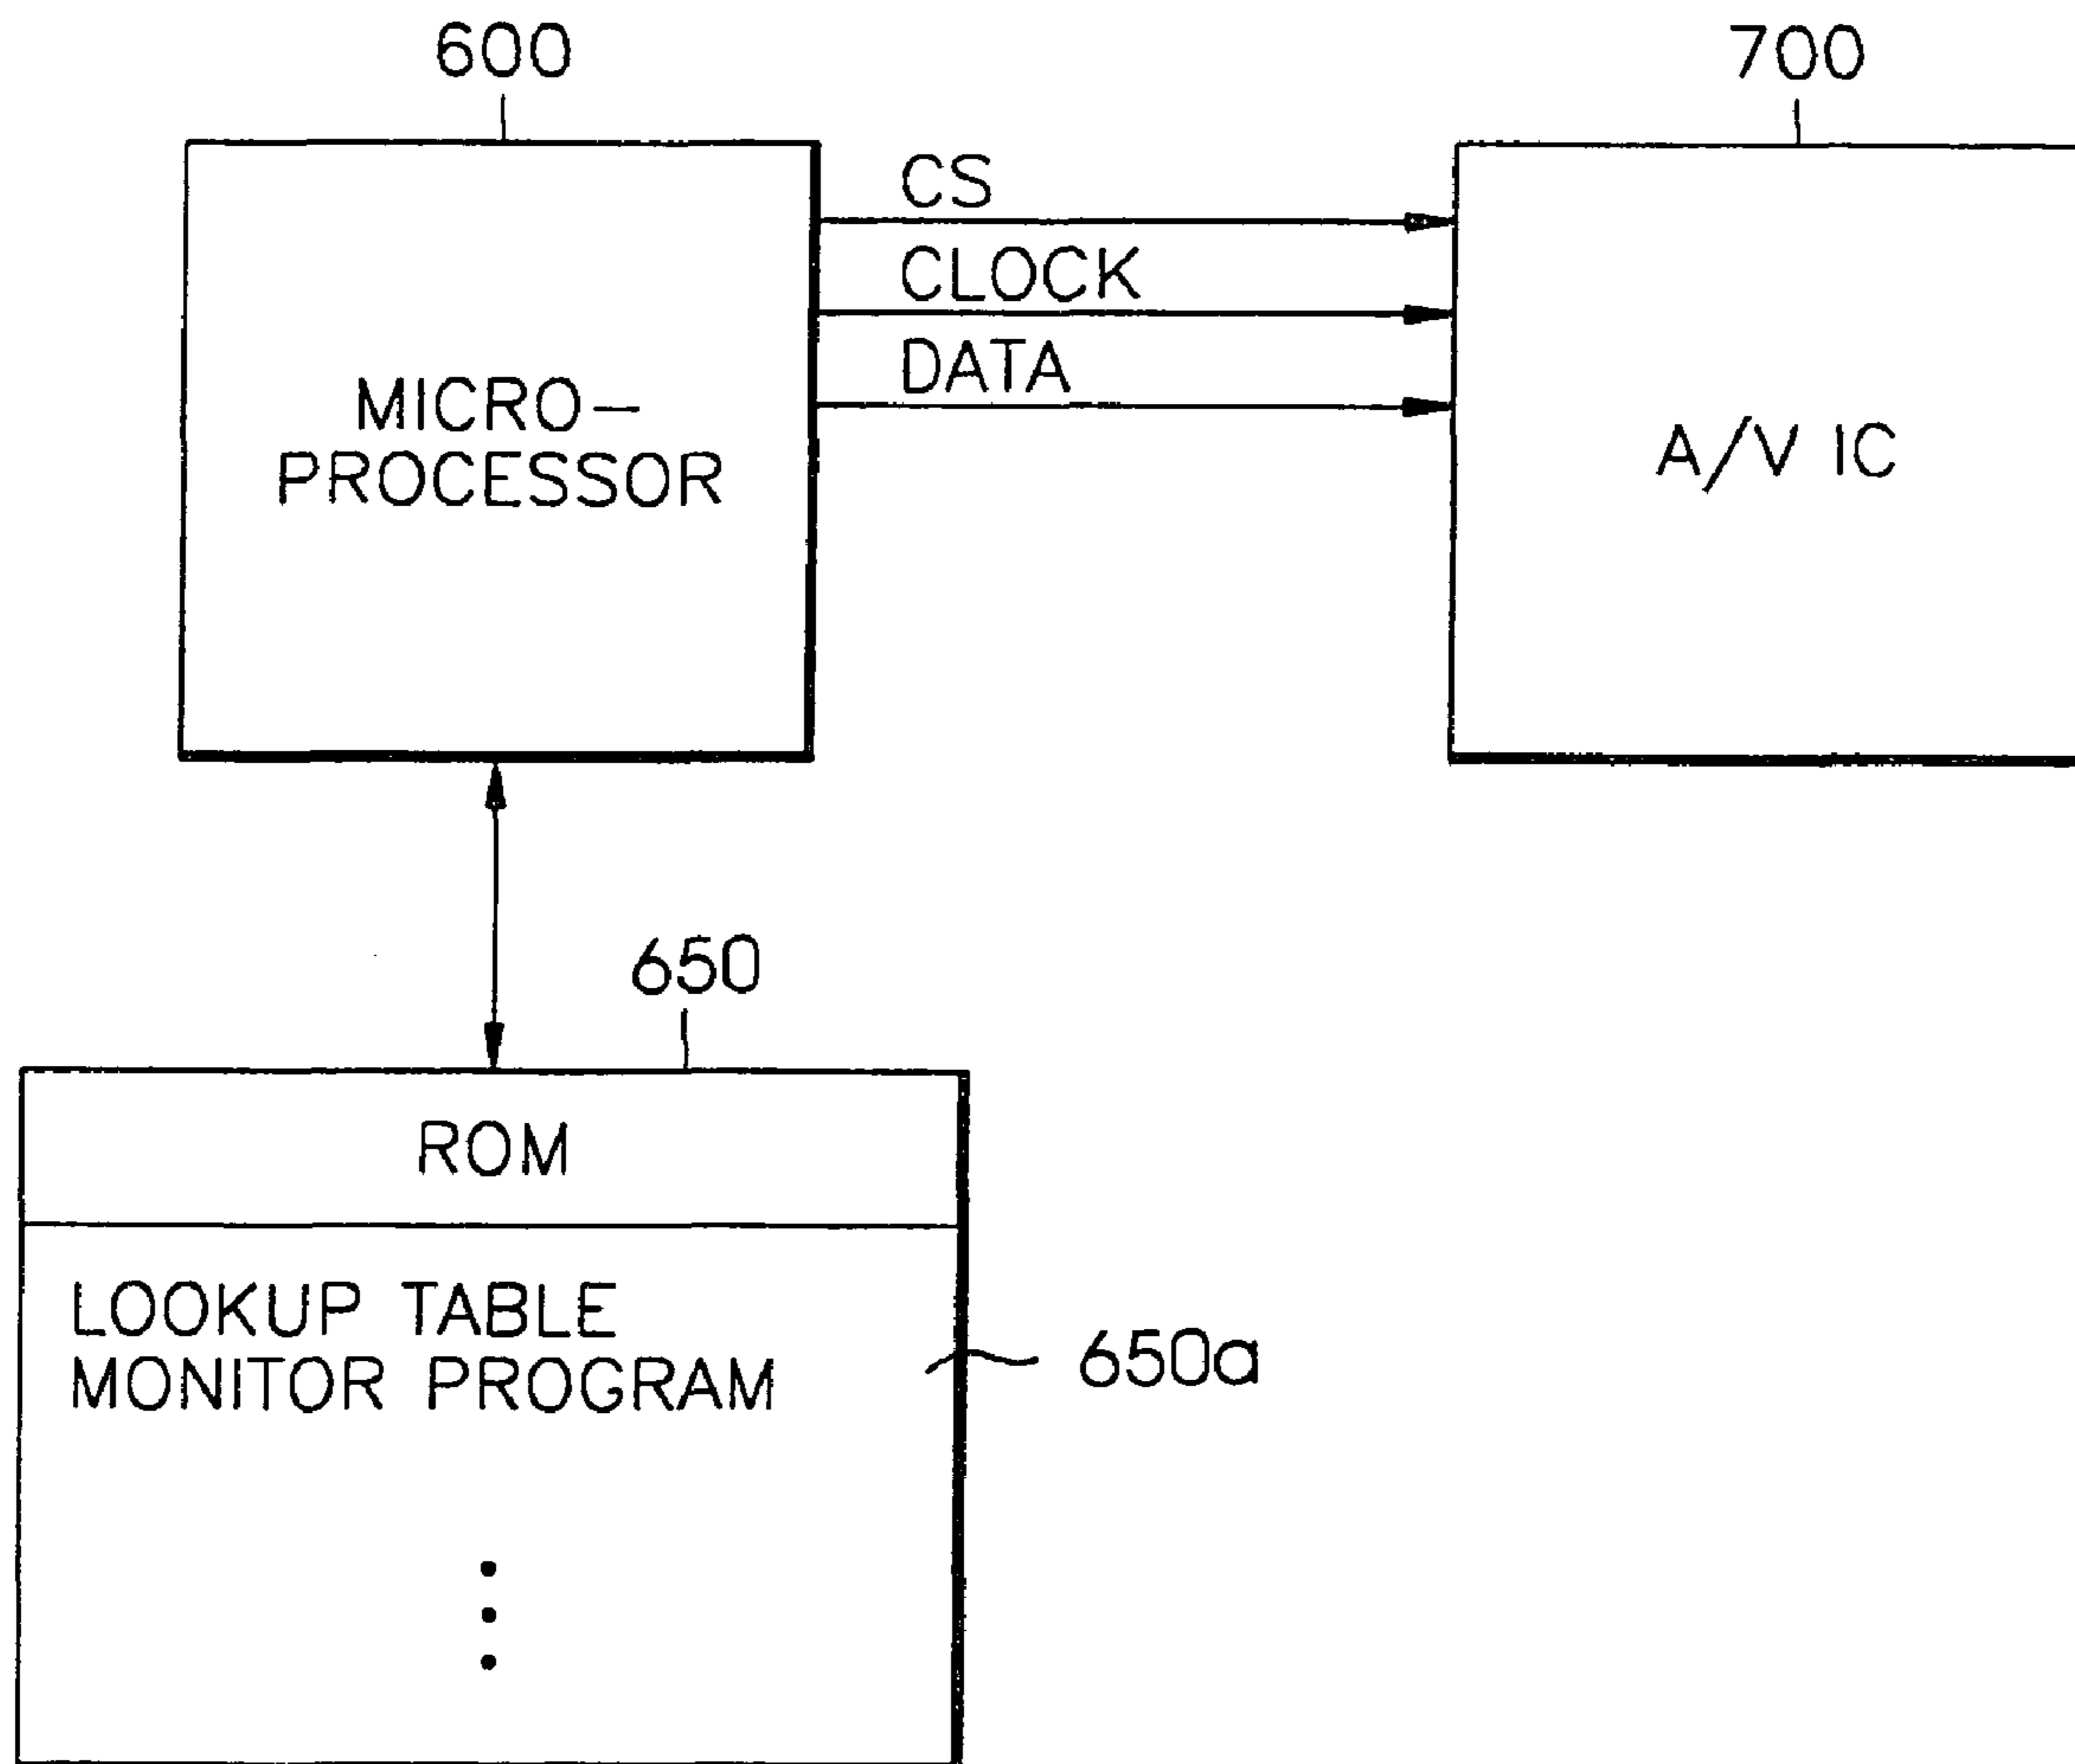 600
700
CS
CLOCK
DATA
MICRO-
PROCESSOR
A/V IC
650
ROM
LOOKUP TABLE
MONITOR PROGRAM
650a